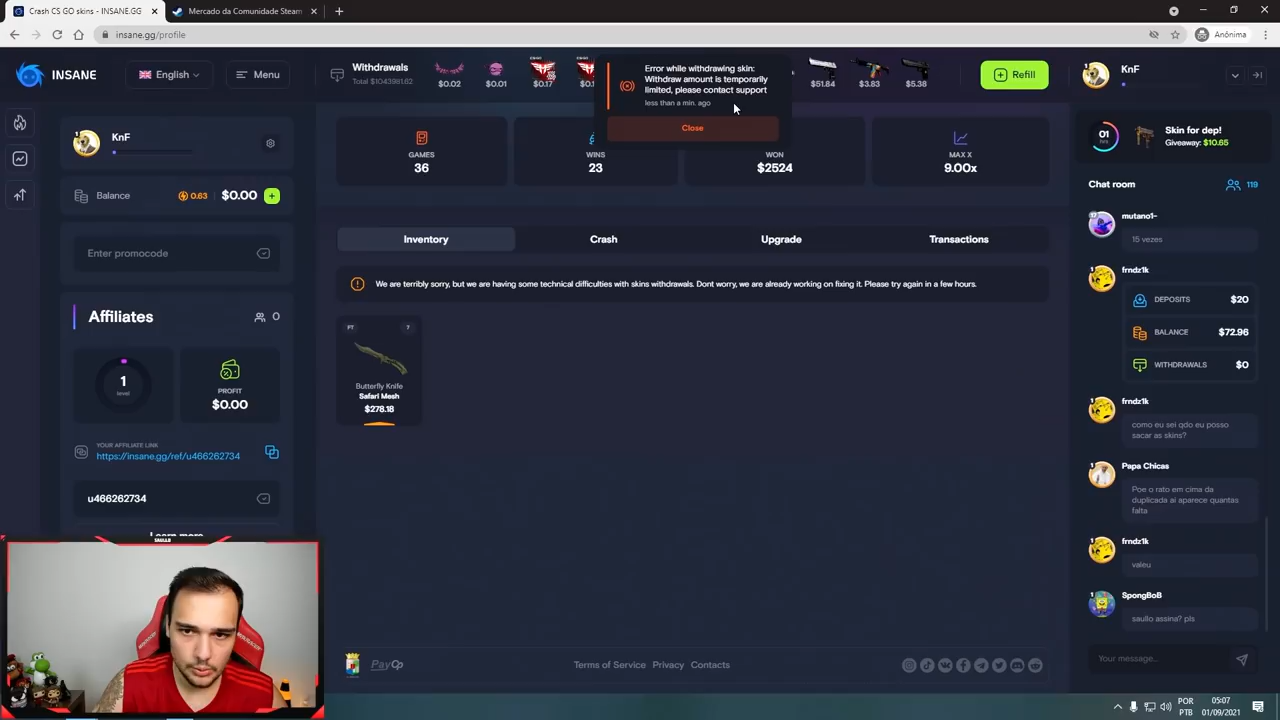 Crash CS GO skins - INSANE.GG
Mercado da Comunidade Steam
insane.gg/profile
Anônima
INSANE
English
Menu
Withdrawals
Total $1043981.62
$0.02
$0.01
$0.17
$51.84
$3.83
$5.38
Error while withdrawing skin:
Withdraw amount is temporarily
limited, please contact support
less than a min. ago
Close
Refill
KnF
KnF
Balance
0.63
$0.00
Enter promocode
Affiliates
0
1
level
PROFIT
$0.00
YOUR AFFILIATE LINK
https://insane.gg/ref/u466262734
u466262734
Learn more
GAMES
36
WINS
23
WON
$2524
MAX X
9.00x
Inventory
Crash
Upgrade
Transactions
We are terribly sorry, but we are having some technical difficulties with skins withdrawals. Dont worry, we are already working on fixing it. Please try again in a few hours.
PT
?
Butterfly Knife
Safari Mesh
$278.18
01
hrs
Skin for dep!
Giveaway: $10.65
Chat room
119
mutano1-
15 vezes
frndz1k
DEPOSITS
$20
BALANCE
$72.96
WITHDRAWALS
$0
frndz1k
como eu sei qdo eu posso
sacar as skins?
Papa Chicas
Poe o rato em cima da
duplicada ai aparece quantas
falta
frndz1k
valeu
SpongBoB
saullo assina? pls
Your message...
PayOp
Terms of Service
Privacy
Contacts
POR
PTB
05:07
01/09/2021